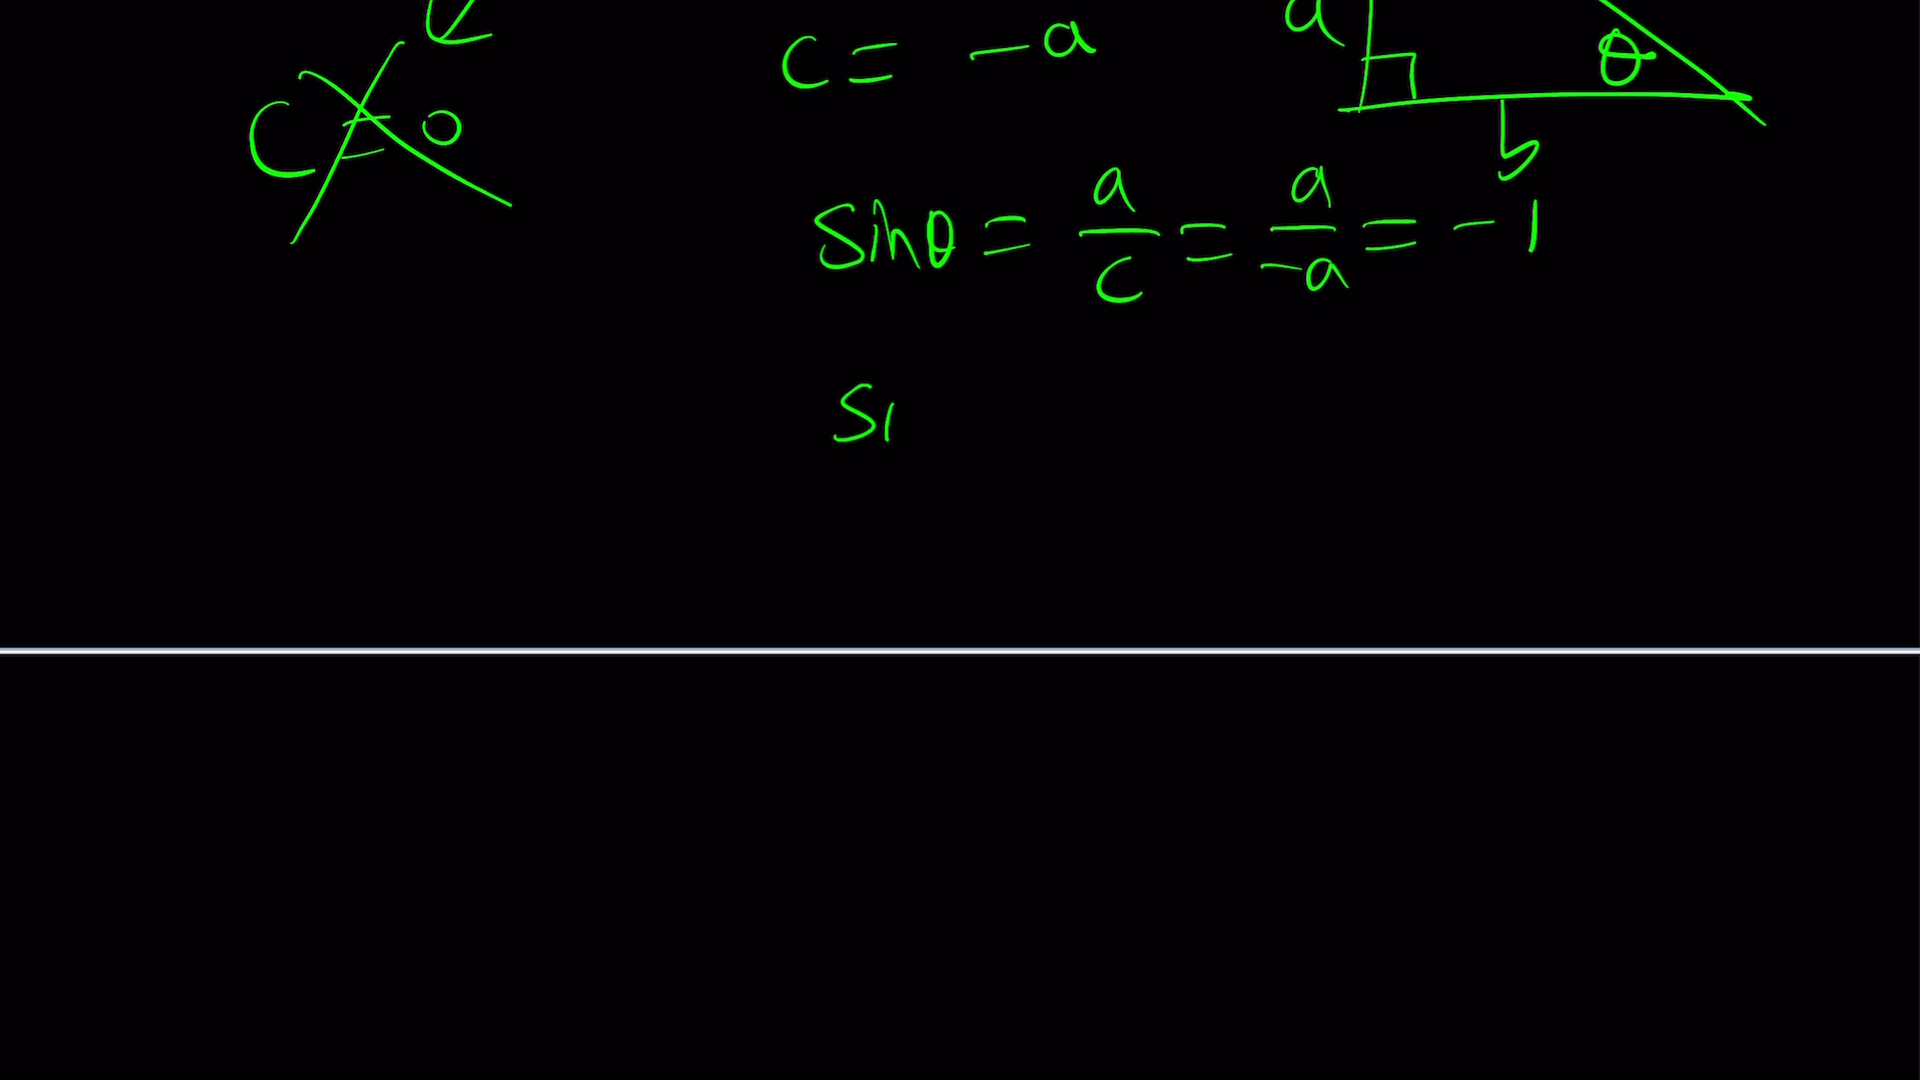 c = -a
a
θ
c = 0
b
sinθ = a/c = a/-a = -1
si